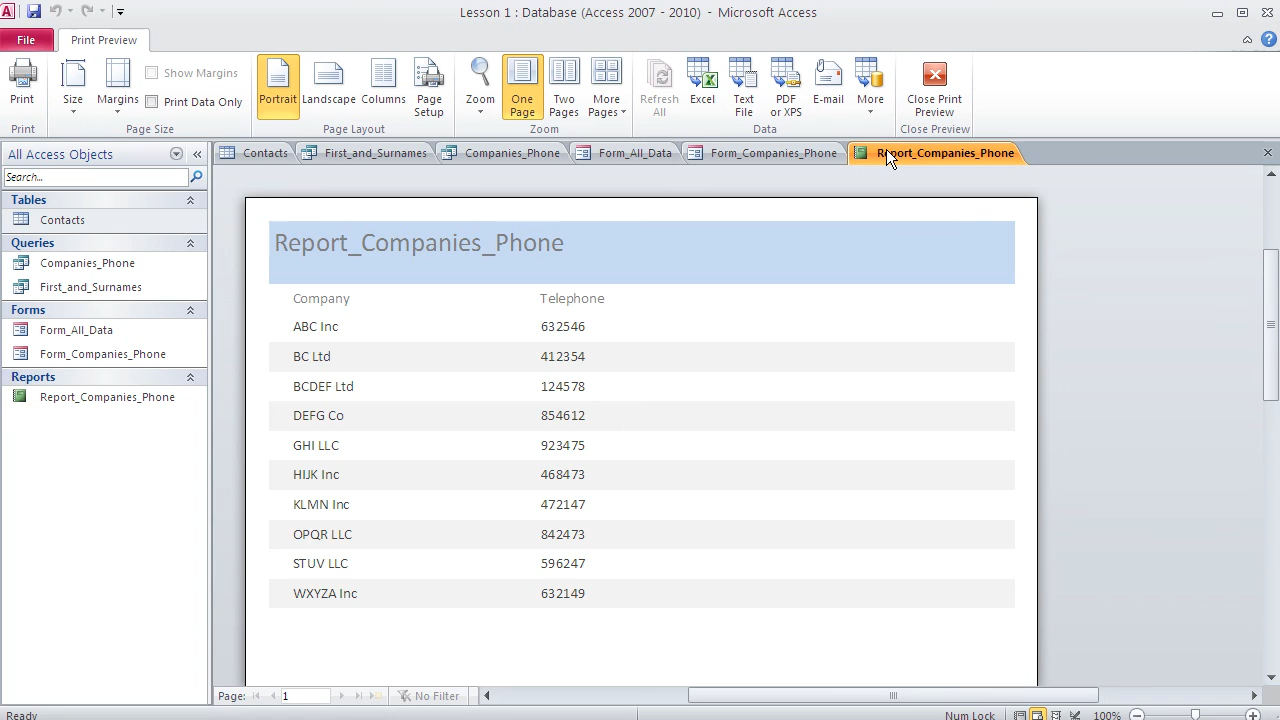 Lesson 1 : Database (Access 2007 - 2010) - Microsoft Access
File Print Preview
Print
Size
Margins
Show Margins
Print Data Only
Portrait
Landscape
Columns
Page Setup
Zoom
One Page
Two Pages
More Pages
Refresh All
Excel
Text File
PDF or XPS
E-mail
More
Close Print Preview
Print Page Size Page Layout Zoom Data Close Preview
All Access Objects
Search...
Tables
Contacts
Queries
Companies_Phone
First_and_Surnames
Forms
Form_All_Data
Form_Companies_Phone
Reports
Report_Companies_Phone
Contacts First_and_Surnames Companies_Phone Form_All_Data Form_Companies_Phone Report_Companies_Phone
Report_Companies_Phone
Company Telephone
ABC Inc 632546
BC Ltd 412354
BCDEF Ltd 124578
DEFG Co 854612
GHI LLC 923475
HIJK Inc 468473
KLMN Inc 472147
OPQR LLC 842473
STUV LLC 596247
WXYZA Inc 632149
Page: 1 No Filter
Ready Num Lock 100%